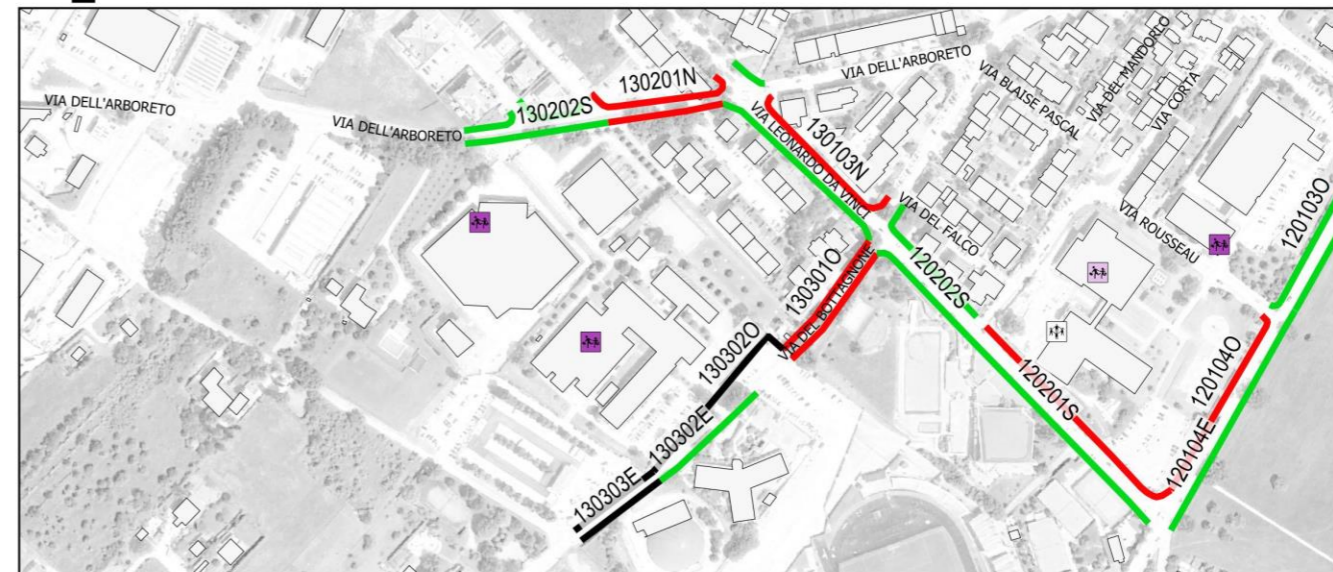 VIA DELL'ARBORETO
VIA DELL'ARBORETO
130202S
130201N
VIA DELL'ARBORETO
VIA BLAISE PASCAL
VIA DEL MANDORLO
VIA CORTA
VIA LEONARDO DA VINCI
130103N
VIA DEL FALCO
VIA ROUSSEAU
120103O
130301O
VIA DEL BOTTAGNONE
120202S
130302O
120201S
120104O
120104E
130302E
130303E